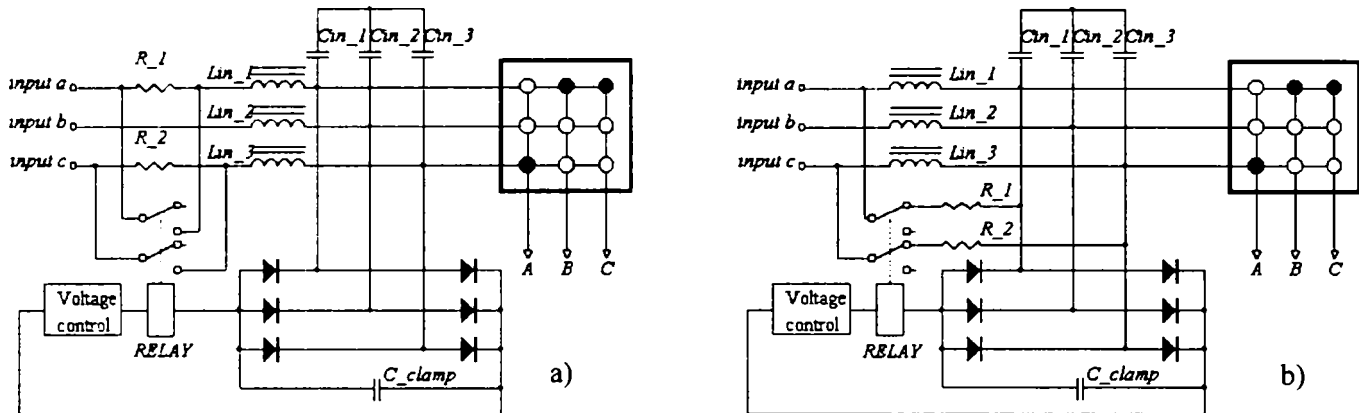 Cin_1 Cin_2 Cin_3
R_1
input a
Lin_1
input b
Lin_2
R_2
input c
Lin_3
A B C
Voltage
control
RELAY
C_clamp
a)
Cin_1 Cin_2 Cin_3
input a
Lin_1
input b
Lin_2
input c
Lin_3
R_1
R_2
A B C
Voltage
control
RELAY
C_clamp
b)